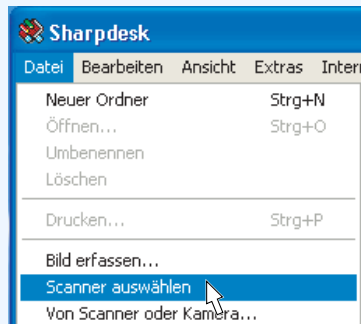 Sharpdesk
Datei Bearbeiten Ansicht Extras
Neuer Ordner Strg+N
Öffnen... Strg+O
Umbenennen
Löschen
Drucken... Strg+P
Bild erfassen...
Scanner auswählen
Von Scanner oder Kamera...